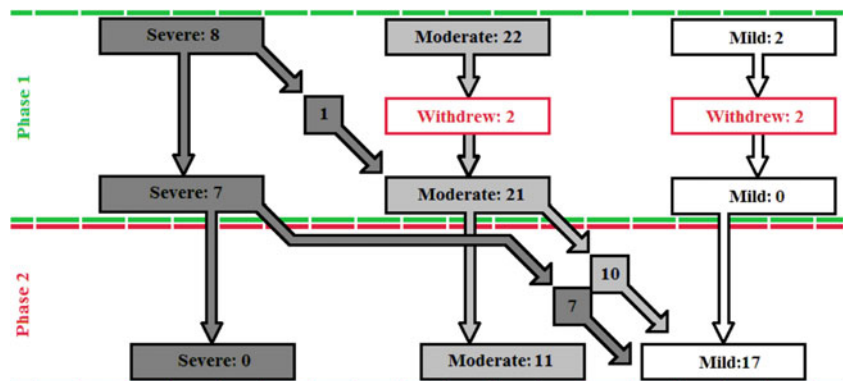 Phase 1
Severe: 8
Moderate: 22
Mild: 2
1
Withdrew: 2
Withdrew: 2
Severe: 7
Moderate: 21
Mild: 0
Phase 2
10
7
Severe: 0
Moderate: 11
Mild:17